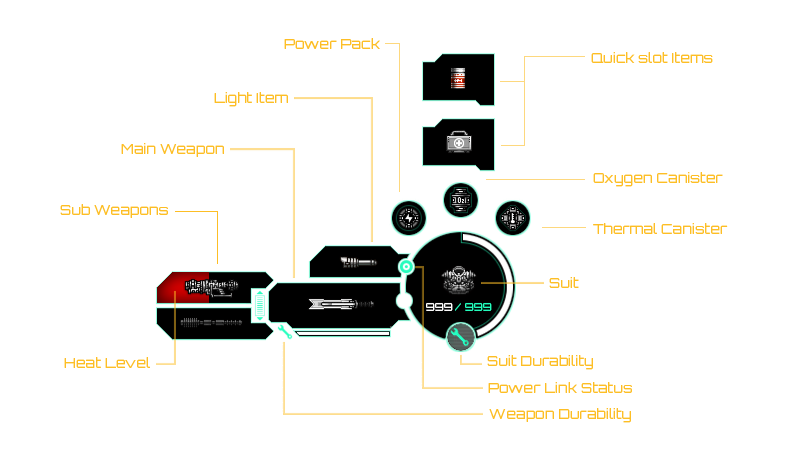 Power Pack
Quick slot Items
Light Item
Main Weapon
Oxygen Canister
Sub Weapons
Thermal Canister
Suit
999 / 999
Heat Level
Suit Durability
Power Link Status
Weapon Durability